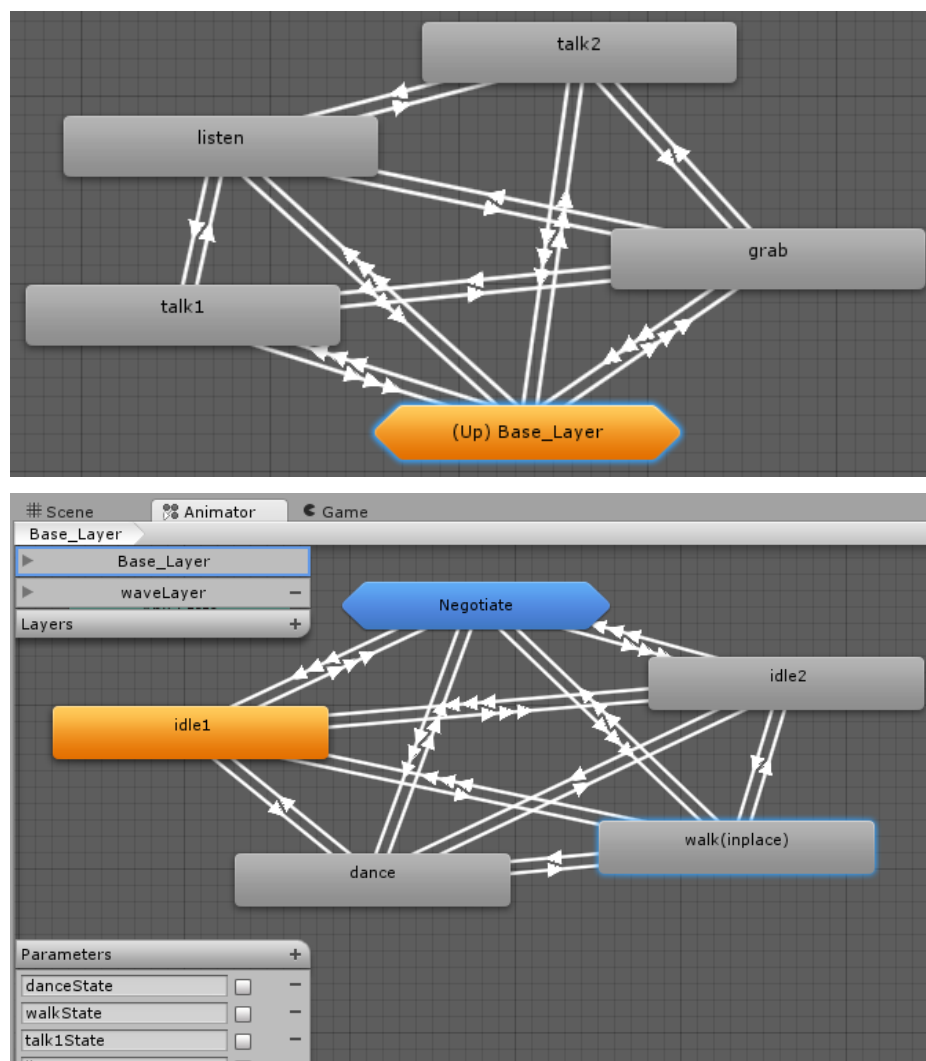 talk2
listen
grab
talk1
(Up) Base_Layer
Scene Animator Game
Base_Layer
Base_Layer
waveLayer
Layers
Negotiate
idle2
idle1
walk(inplace)
dance
Parameters
danceState
walkState
talk1State